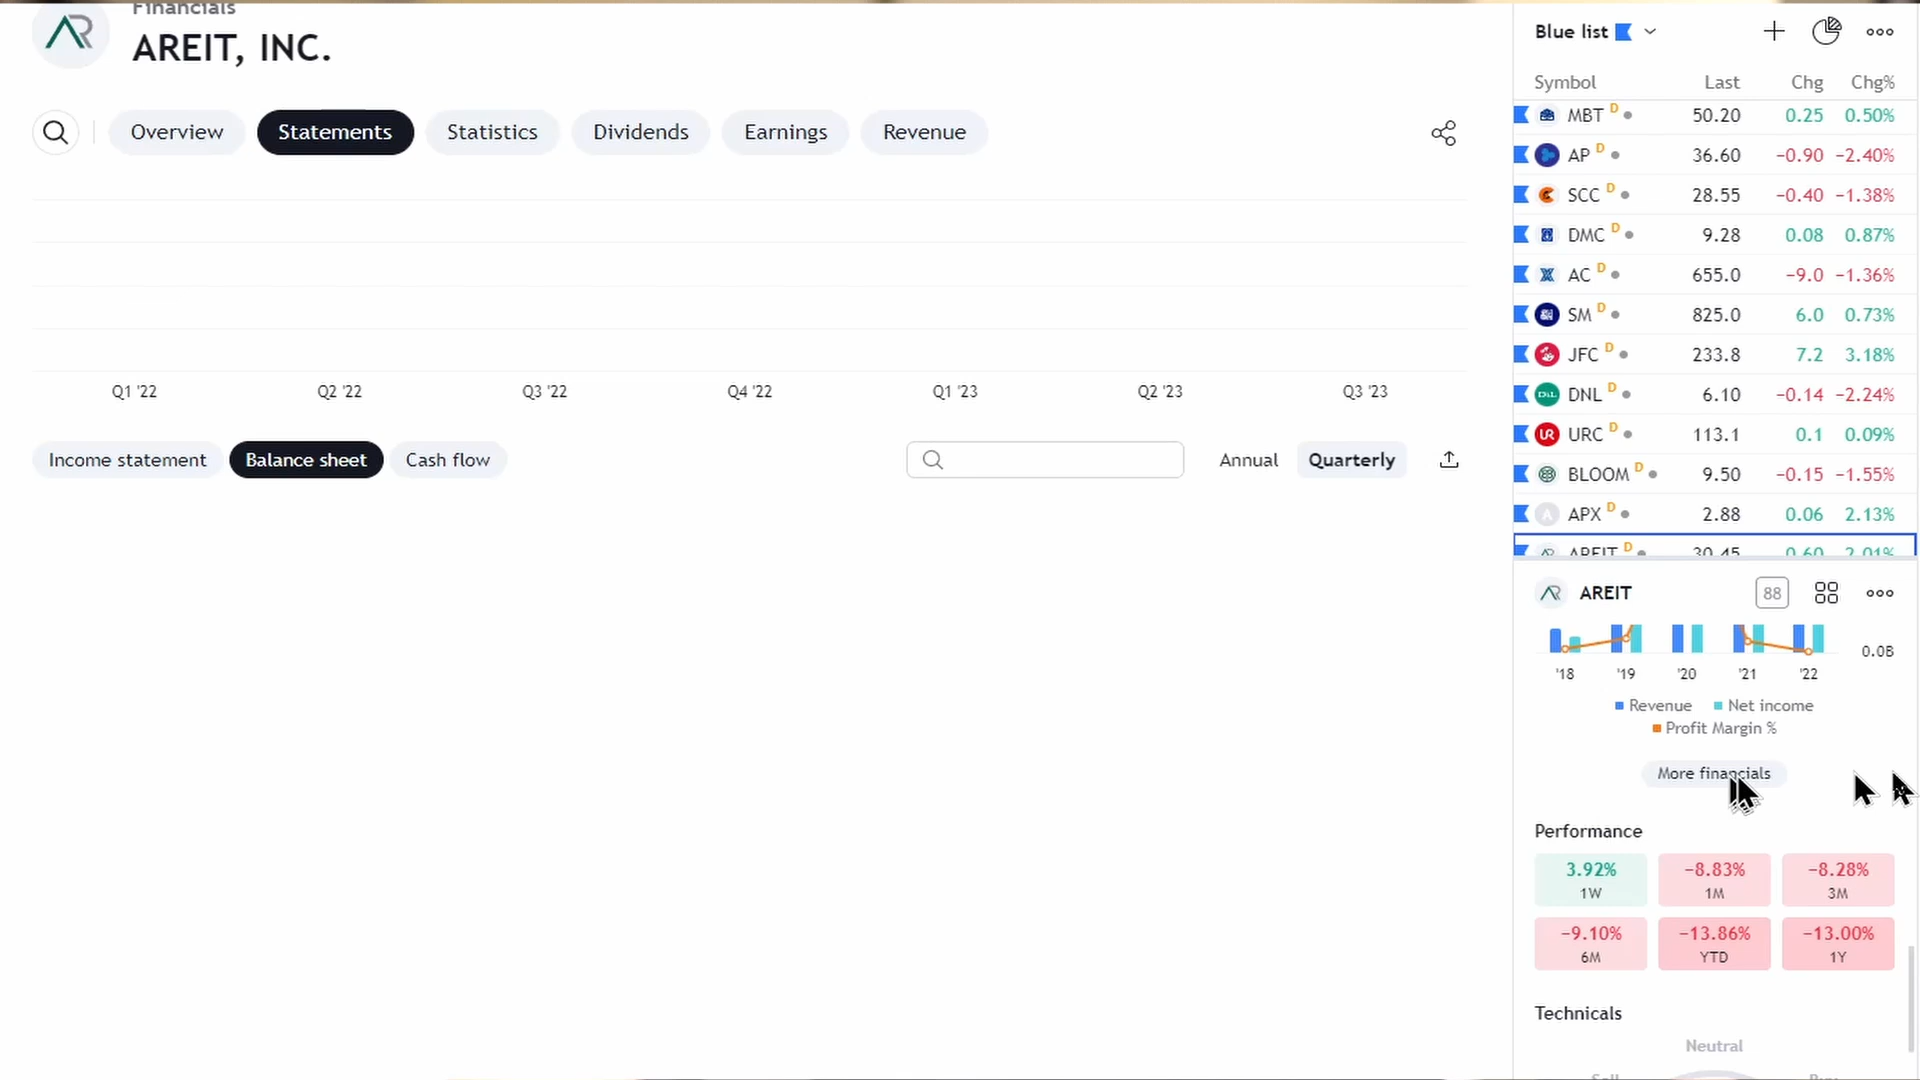 Financials
AREIT, INC.
Overview Statements Statistics Dividends Earnings Revenue
Q1 '22 Q2 '22 Q3 '22 Q4 '22 Q1 '23 Q2 '23 Q3 '23
Income statement Balance sheet Cash flow Annual Quarterly
Blue list
Symbol Last Chg Chg%
MBT D 50.20 0.25 0.50%
AP D 36.60 −0.90 −2.40%
SCC D 28.55 −0.40 −1.38%
DMC D 9.28 0.08 0.87%
AC D 655.0 −9.0 −1.36%
SM D 825.0 6.0 0.73%
JFC D 233.8 7.2 3.18%
DNL D 6.10 −0.14 −2.24%
URC D 113.1 0.1 0.09%
BLOOM D 9.50 −0.15 −1.55%
APX D 2.88 0.06 2.13%
AREIT D 30.45 0.60 2.01%
AREIT 88
0.0B
'18 '19 '20 '21 '22
Revenue Net income
Profit Margin %
More financials
Performance
3.92% −8.83% −8.28%
1W 1M 3M
−9.10% −13.86% −13.00%
6M YTD 1Y
Technicals
Neutral